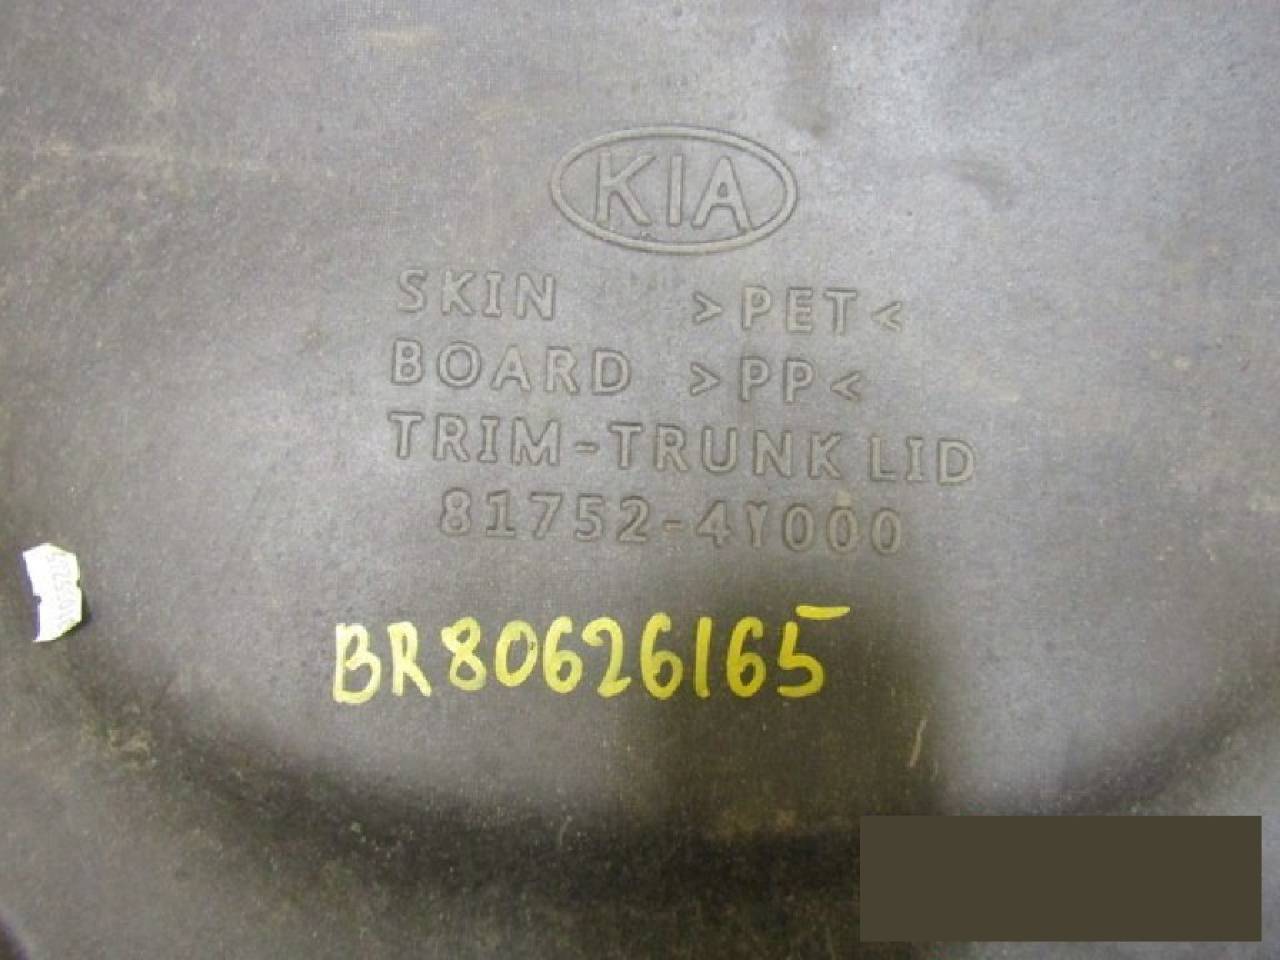 KIA
SKIN >PET<
BOARD >PP<
TRIM-TRUNK LID
81752-4Y000
BR80626165